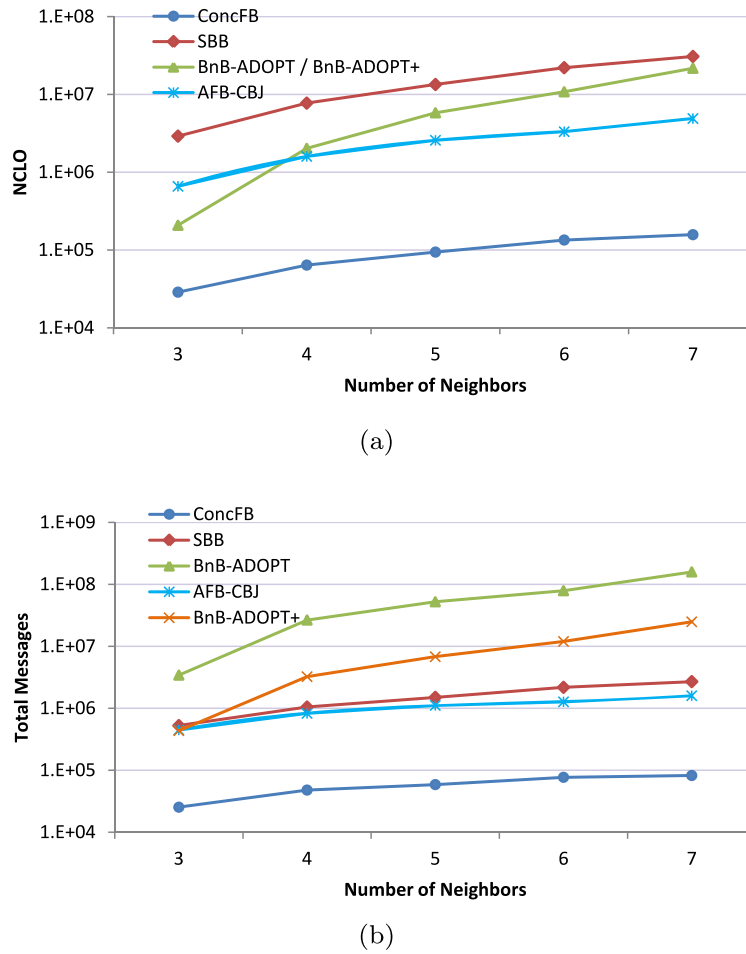 1.E+08
ConcFB
SBB
BnB-ADOPT / BnB-ADOPT+
1.E+07
AFB-CBJ
NCLO
1.E+06
1.E+05
1.E+04
3 4 5 6 7
Number of Neighbors
(a)
1.E+09
ConcFB
SBB
BnB-ADOPT
1.E+08
AFB-CBJ
BnB-ADOPT+
1.E+07
Total Messages
1.E+06
1.E+05
1.E+04
3 4 5 6 7
Number of Neighbors
(b)